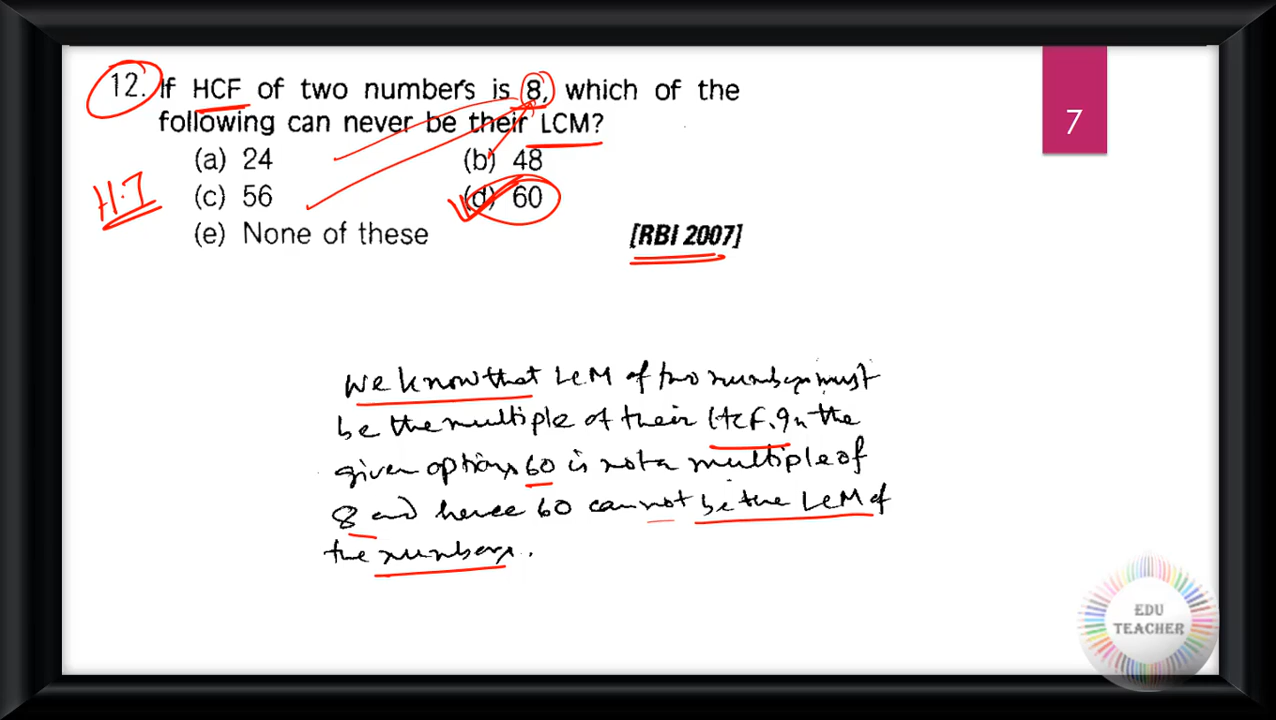 12. If HCF of two numbers is 8, which of the
following can never be their LCM?
(a) 24 (b) 48
(c) 56 (d) 60
(e) None of these [RBI 2007]
H.T
7
We know that LCM of two numbers must
be the multiple of their HCF. In the
given options 60 is not a multiple of
8 and hence 60 cannot be the LCM of
the numbers.
EDU
TEACHER